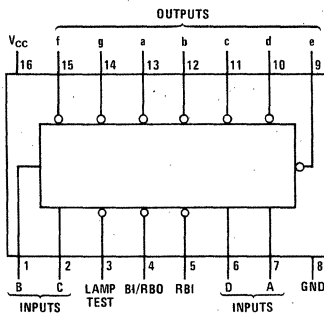 OUTPUTS
VCC f g a b c d e
16 15 14 13 12 11 10 9
1 2 3 4 5 6 7 8
B C LAMP TEST BI/RBO RBI D A GND
INPUTS INPUTS